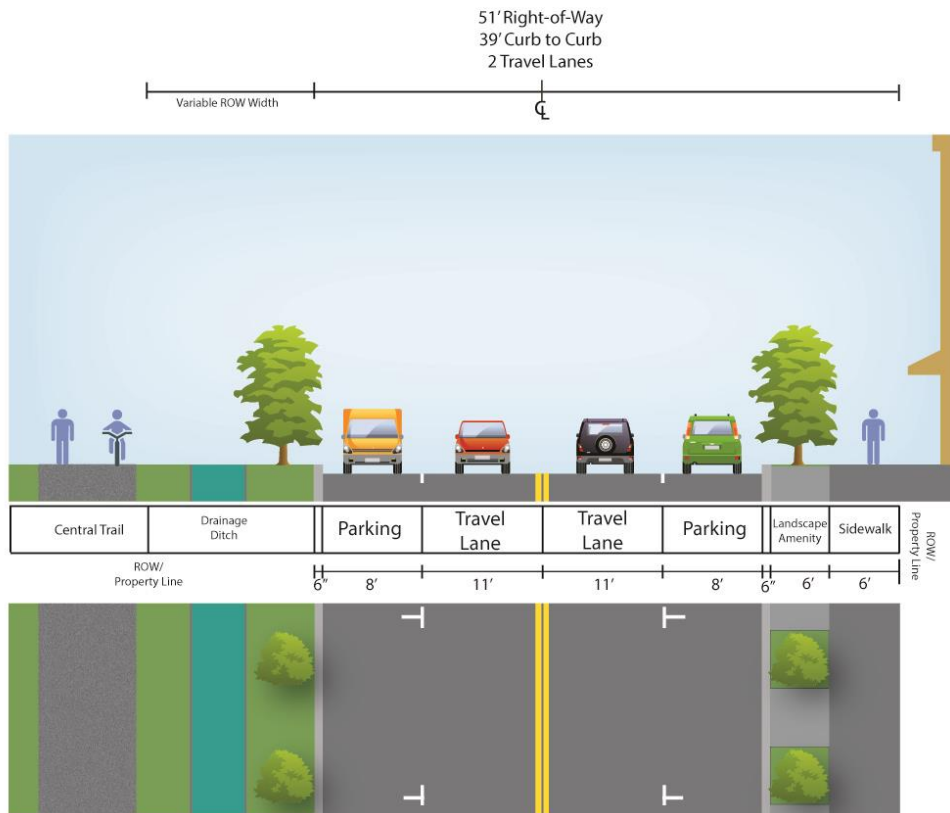 51' Right-of-Way
39' Curb to Curb
2 Travel Lanes
Variable ROW Width
℄
Central Trail
Drainage
Ditch
Parking
Travel
Lane
Travel
Lane
Parking
Landscape
Amenity
Sidewalk
ROW/
Property Line
ROW/
Property Line
6"
8'
11'
11'
8'
6"
6'
6'